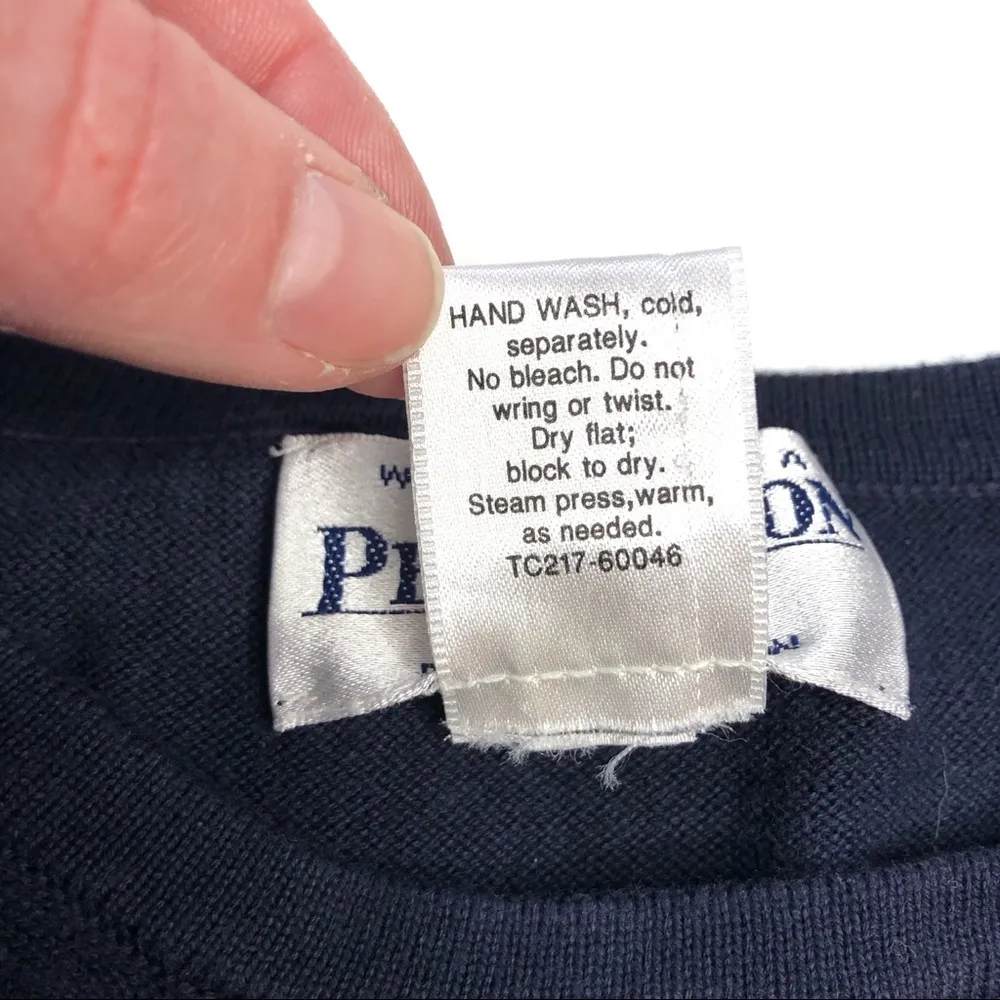 HAND WASH, cold,
separately.
No bleach. Do not
wring or twist.
Dry flat;
block to dry.
Steam press,warm,
as needed.
TC217-60046